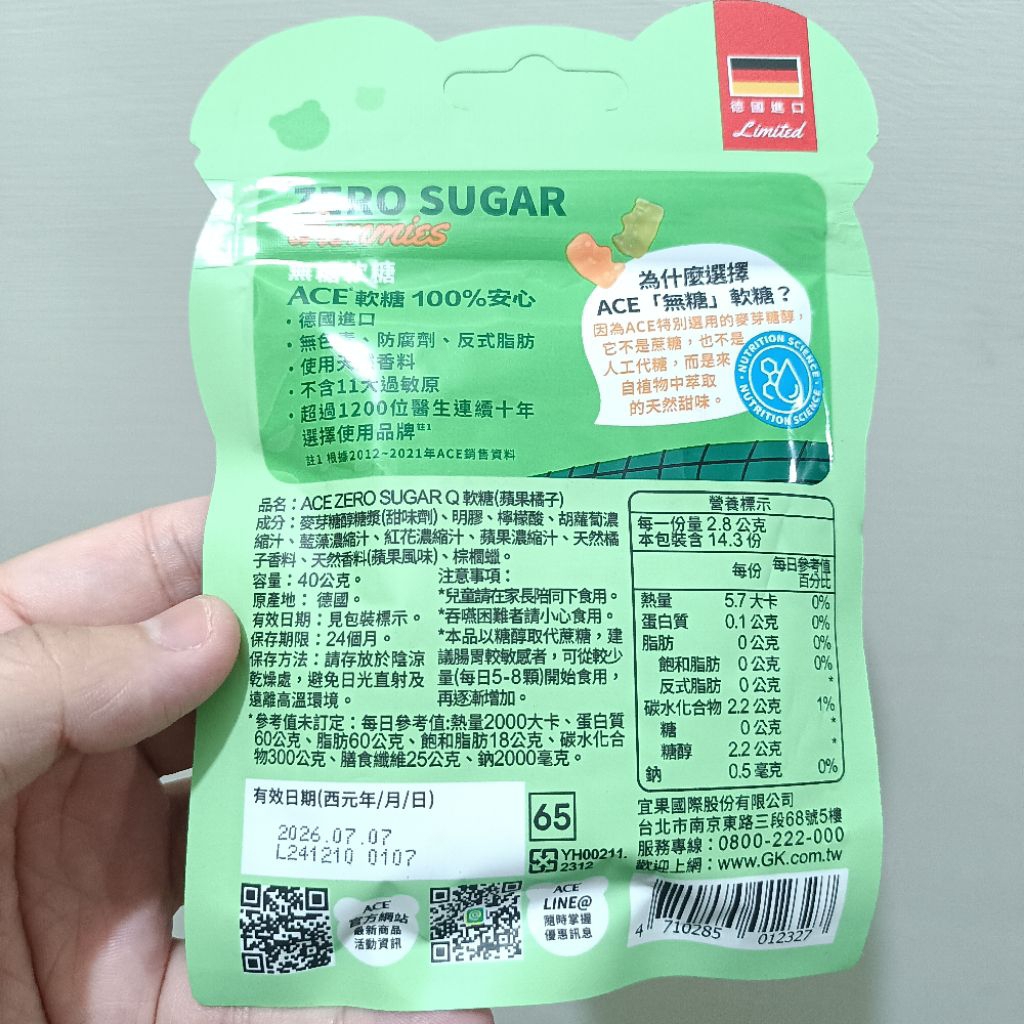 德國進口
Limited
ZERO SUGAR
Gummies
無糖軟糖
ACE 軟糖 100%安心
·德國進口
·無色素、防腐劑、反式脂肪
·使用天然香料
·不含11大過敏原
·超過1200位醫生連續十年
選擇使用品牌註1
註1 根據2012~2021年ACE銷售資料
為什麼選擇
ACE「無糖」軟糖？
因為ACE特別選用的麥芽糖醇，
它不是蔗糖，也不是
人工代糖，而是來
自植物中萃取
的天然甜味。
NUTRITION SCIENCE
NUTRITION SCIENCE
品名：ACE ZERO SUGAR Q 軟糖(蘋果橘子)
成分：麥芽糖醇糖漿(甜味劑)、明膠、檸檬酸、胡蘿蔔濃
縮汁、藍藻濃縮汁、紅花濃縮汁、蘋果濃縮汁、天然橘
子香料、天然香料(蘋果風味)、棕櫚蠟。
容量：40公克。
原產地：德國。
有效日期：見包裝標示。
保存期限：24個月。
保存方法：請存放於陰涼
乾燥處，避免日光直射及
遠離高溫環境。
注意事項：
*兒童請在家長陪同下食用。
*吞嚥困難者請小心食用。
*本品以糖醇取代蔗糖，建
議腸胃較敏感者，可從較少
量(每日5-8顆)開始食用，
再逐漸增加。
*參考值未訂定：每日參考值:熱量2000大卡、蛋白質
60公克、脂肪60公克、飽和脂肪18公克、碳水化合
物300公克、膳食纖維25公克、鈉2000毫克。
營養標示
每一份量 2.8 公克
本包裝含 14.3 份
每份 每日參考值
百分比
熱量 5.7 大卡 0%
蛋白質 0.1 公克 0%
脂肪 0 公克 0%
飽和脂肪 0 公克 0%
反式脂肪 0 公克 *
碳水化合物 2.2 公克 1%
糖 0 公克 *
糖醇 2.2 公克 *
鈉 0.5 毫克 0%
有效日期(西元年/月/日)
2026.07.07
L241210 0107
65
YH00211.
2312
宜果國際股份有限公司
台北市南京東路三段68號5樓
服務專線：0800-222-000
歡迎上網：www.GK.com.tw
ACE
官方網站
最新商品
活動資訊
ACE
LINE@
隨時掌握
優惠訊息
4 710285 012327